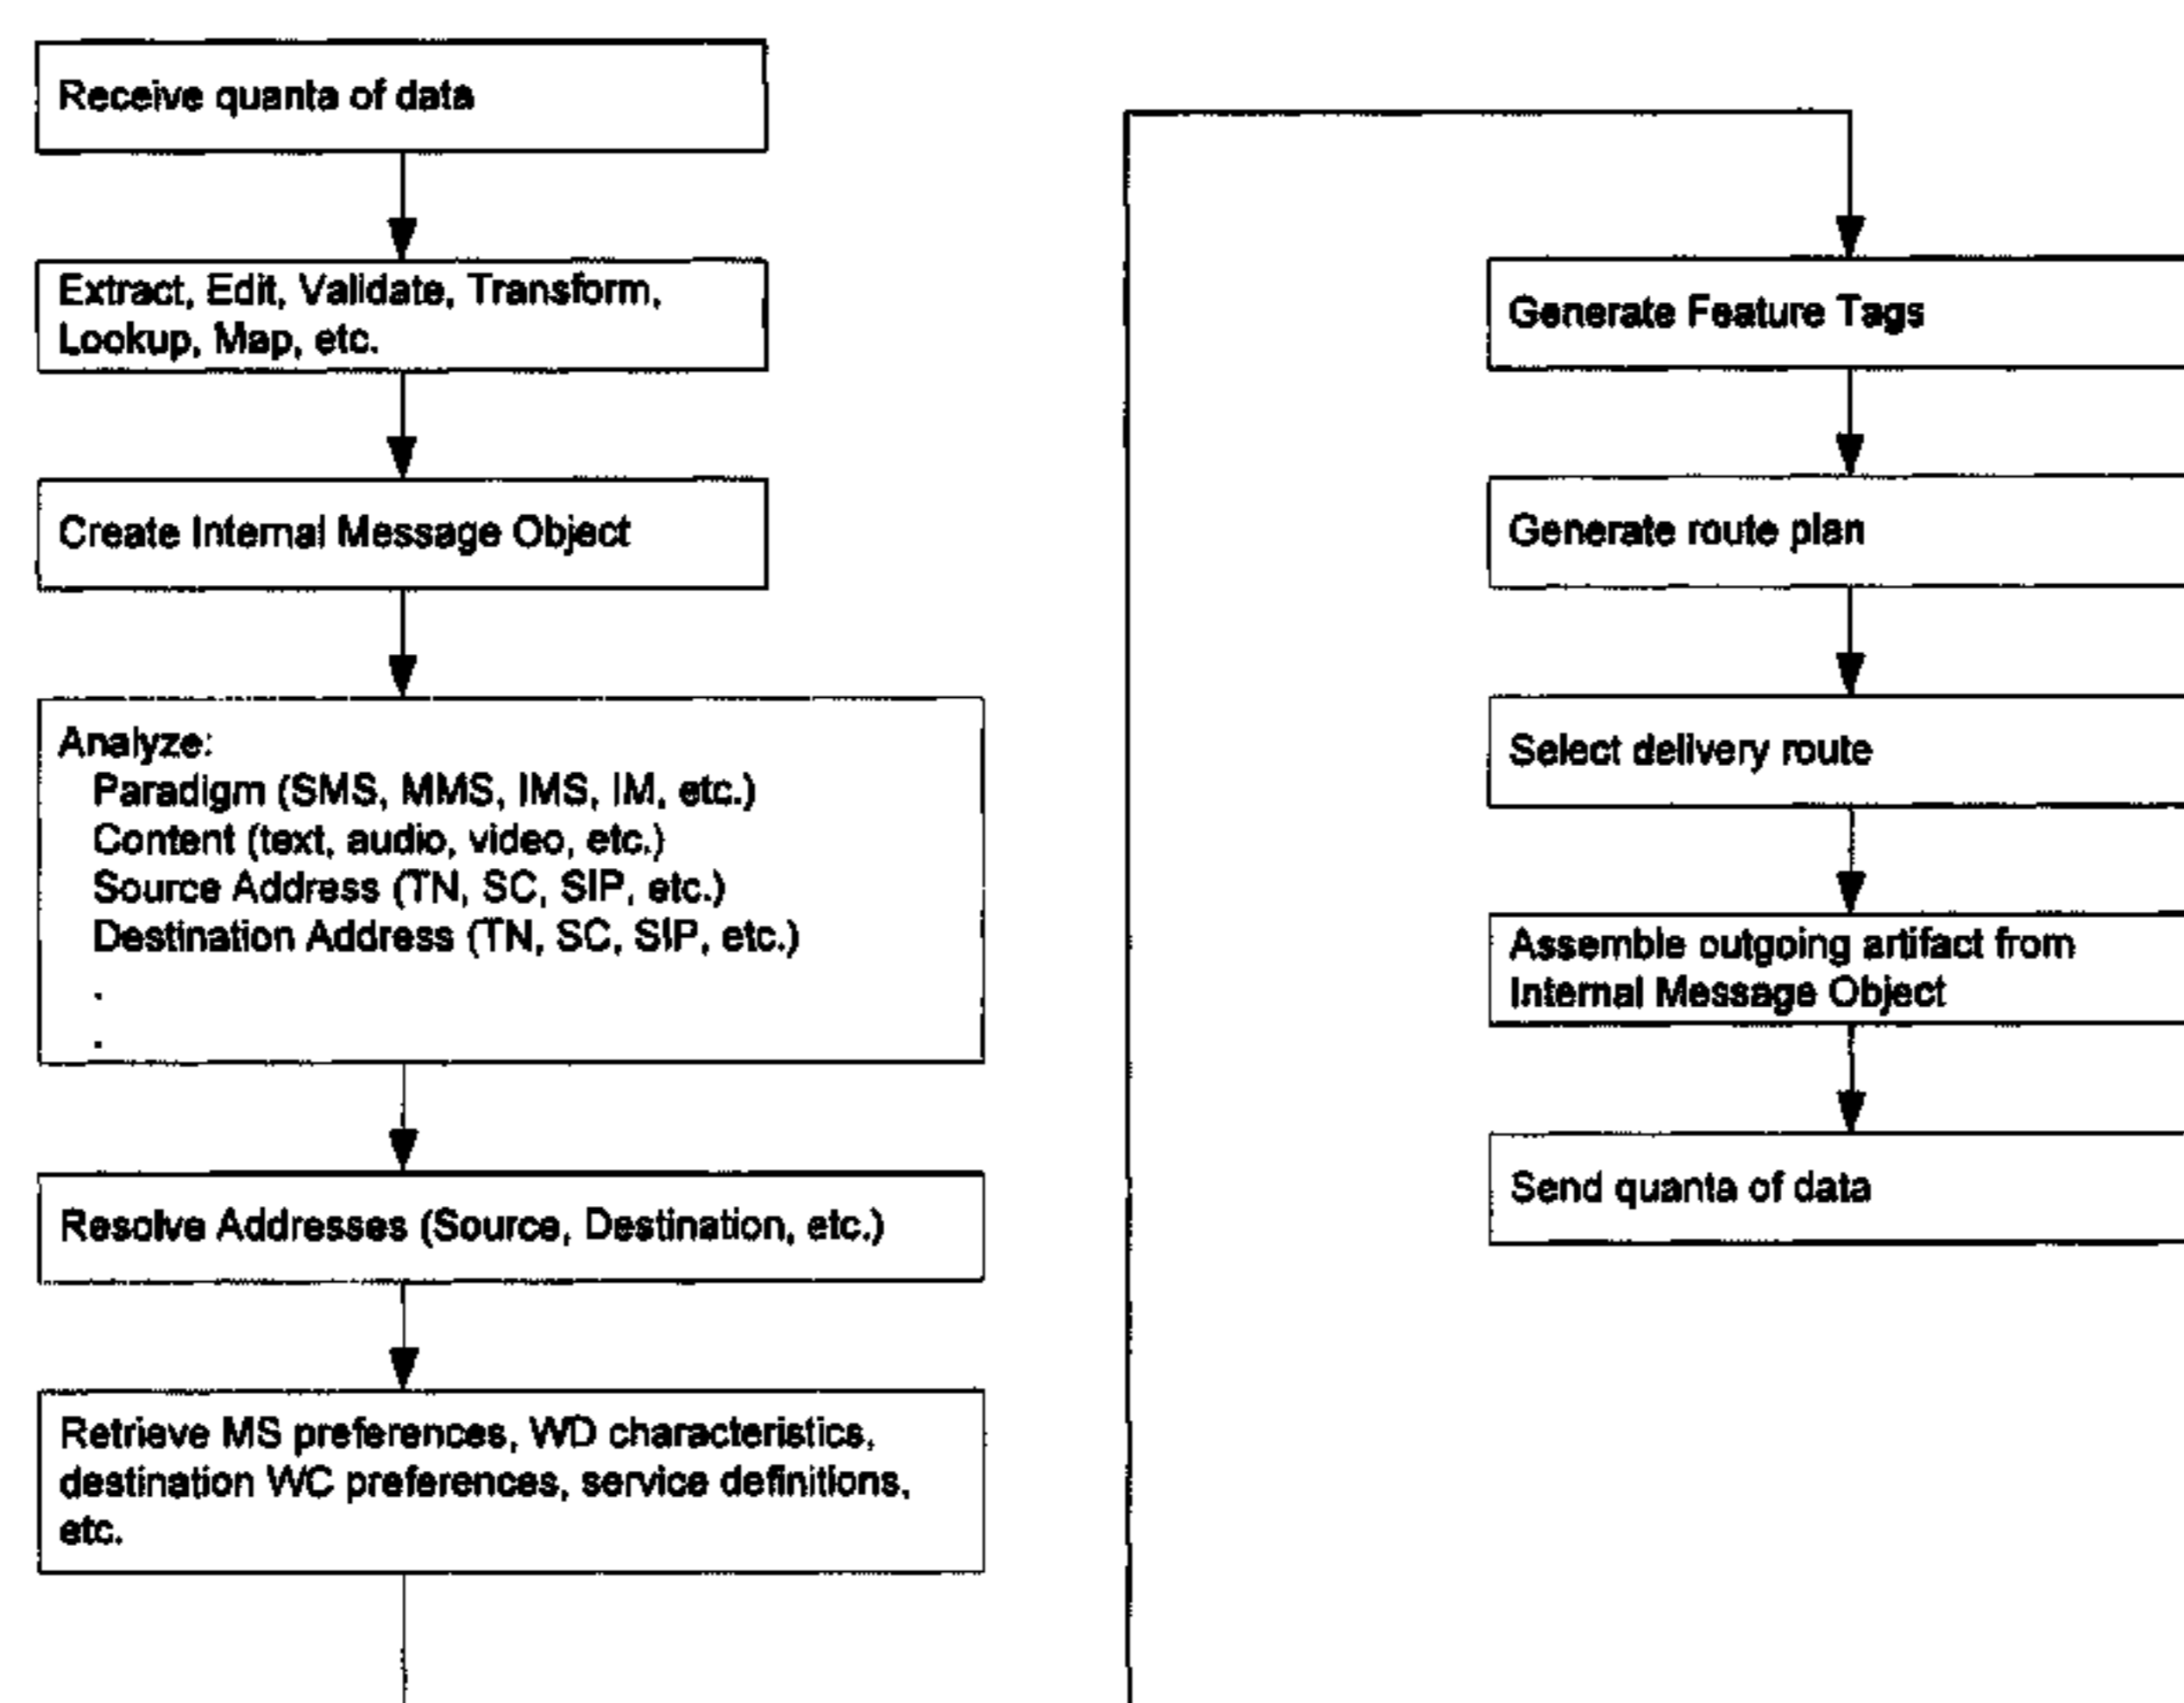 Receive quanta of data
Extract, Edit, Validate, Transform,
Lookup, Map, etc.
Create Internal Message Object
Analyze:
Paradigm (SMS, MMS, IMS, IM, etc.)
Content (text, audio, video, etc.)
Source Address (TN, SC, SIP, etc.)
Destination Address (TN, SC, SIP, etc.)
.
.
Resolve Addresses (Source, Destination, etc.)
Retrieve MS preferences, WD characteristics,
destination WC preferences, service definitions,
etc.
Generate Feature Tags
Generate route plan
Select delivery route
Assemble outgoing artifact from
Internal Message Object
Send quanta of data